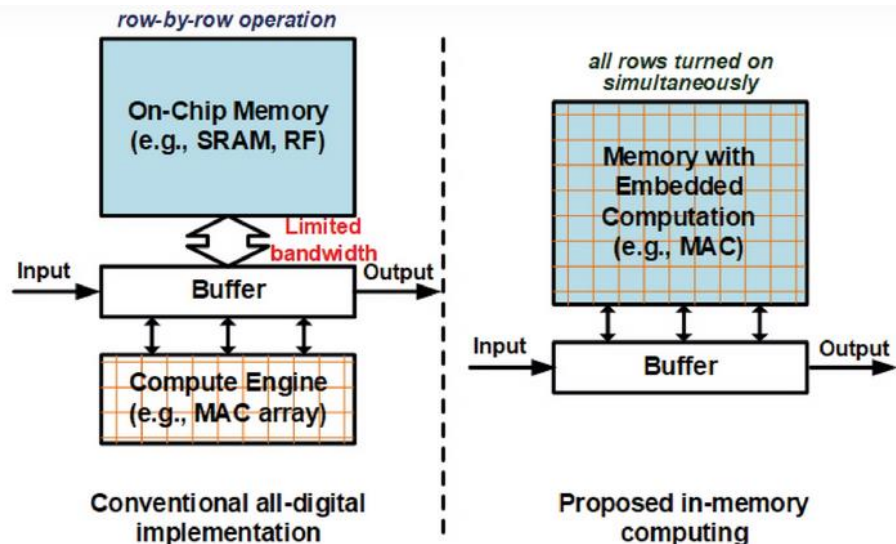 row-by-row operation
On-Chip Memory
(e.g., SRAM, RF)
Limited
bandwidth
Input
Buffer
Output
Compute Engine
(e.g., MAC array)
Conventional all-digital
implementation
all rows turned on
simultaneously
Memory with
Embedded
Computation
(e.g., MAC)
Input
Buffer
Output
Proposed in-memory
computing